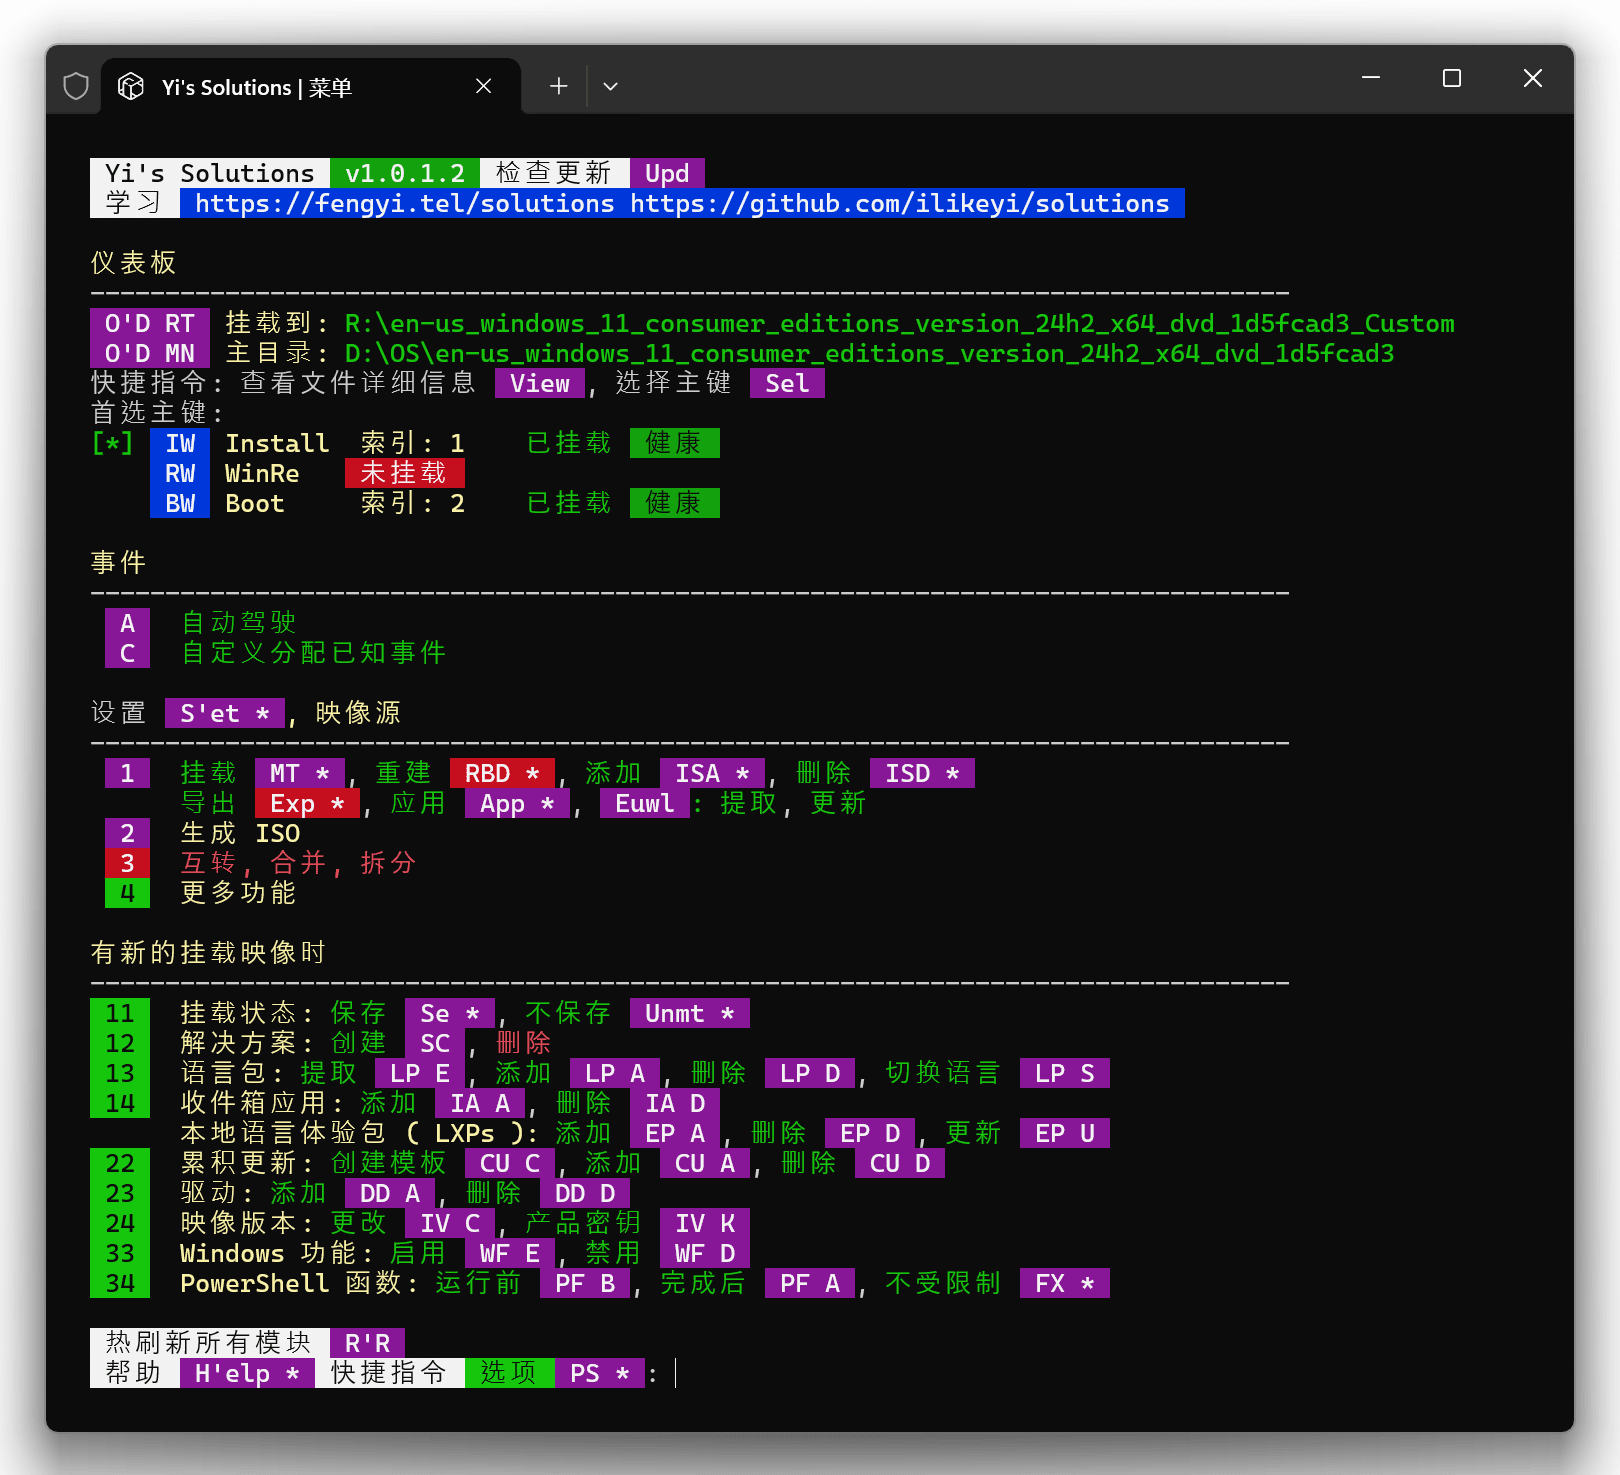 Yi's Solutions | 菜单
Yi's Solutions v1.0.1.2 检查更新 Upd
学习 https://fengyi.tel/solutions https://github.com/ilikeyi/solutions
仪表板
--------------------------------------------------------------------------------
O'D RT 挂载到: R:\en-us_windows_11_consumer_editions_version_24h2_x64_dvd_1d5fcad3_Custom
O'D MN 主目录: D:\OS\en-us_windows_11_consumer_editions_version_24h2_x64_dvd_1d5fcad3
快捷指令: 查看文件详细信息 View, 选择主键 Sel
首选主键:
[*] IW Install 索引: 1 已挂载 健康
RW WinRe 未挂载
BW Boot 索引: 2 已挂载 健康
事件
--------------------------------------------------------------------------------
A 自动驾驶
C 自定义分配已知事件
设置 S'et *, 映像源
--------------------------------------------------------------------------------
1 挂载 MT *, 重建 RBD *, 添加 ISA *, 删除 ISD *
导出 Exp *, 应用 App *, Euwl : 提取, 更新
2 生成 ISO
3 互转, 合并, 拆分
4 更多功能
有新的挂载映像时
--------------------------------------------------------------------------------
11 挂载状态: 保存 Se *, 不保存 Unmt *
12 解决方案: 创建 SC , 删除
13 语言包: 提取 LP E , 添加 LP A , 删除 LP D , 切换语言 LP S
14 收件箱应用: 添加 IA A , 删除 IA D
本地语言体验包 ( LXPs ): 添加 EP A , 删除 EP D , 更新 EP U
22 累积更新: 创建模板 CU C , 添加 CU A , 删除 CU D
23 驱动: 添加 DD A , 删除 DD D
24 映像版本: 更改 IV C , 产品密钥 IV K
33 Windows 功能: 启用 WF E , 禁用 WF D
34 PowerShell 函数: 运行前 PF B , 完成后 PF A , 不受限制 FX *
热刷新所有模块 R'R
帮助 H'elp * 快捷指令 选项 PS * :